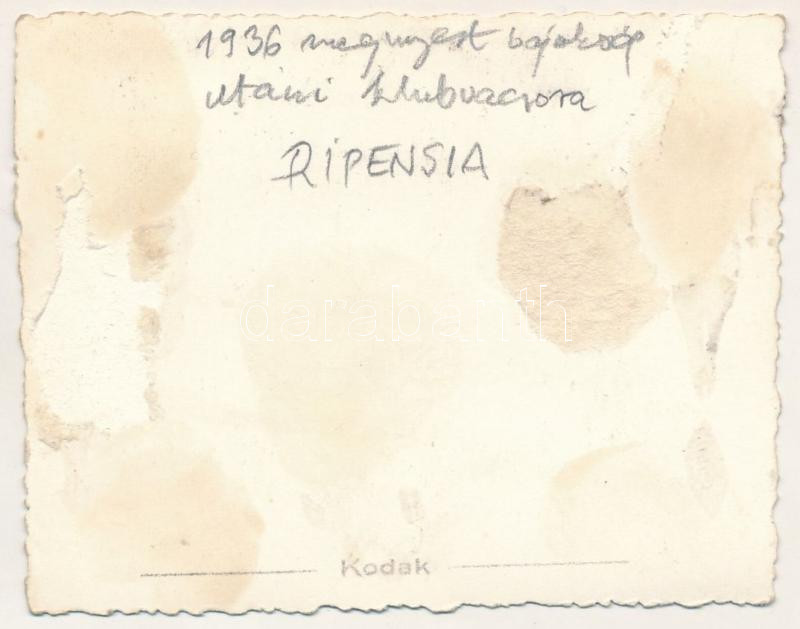 1936 megnyert bajnokság
utáni klubvacsora
RIPENSIA
darabanth
Kodak